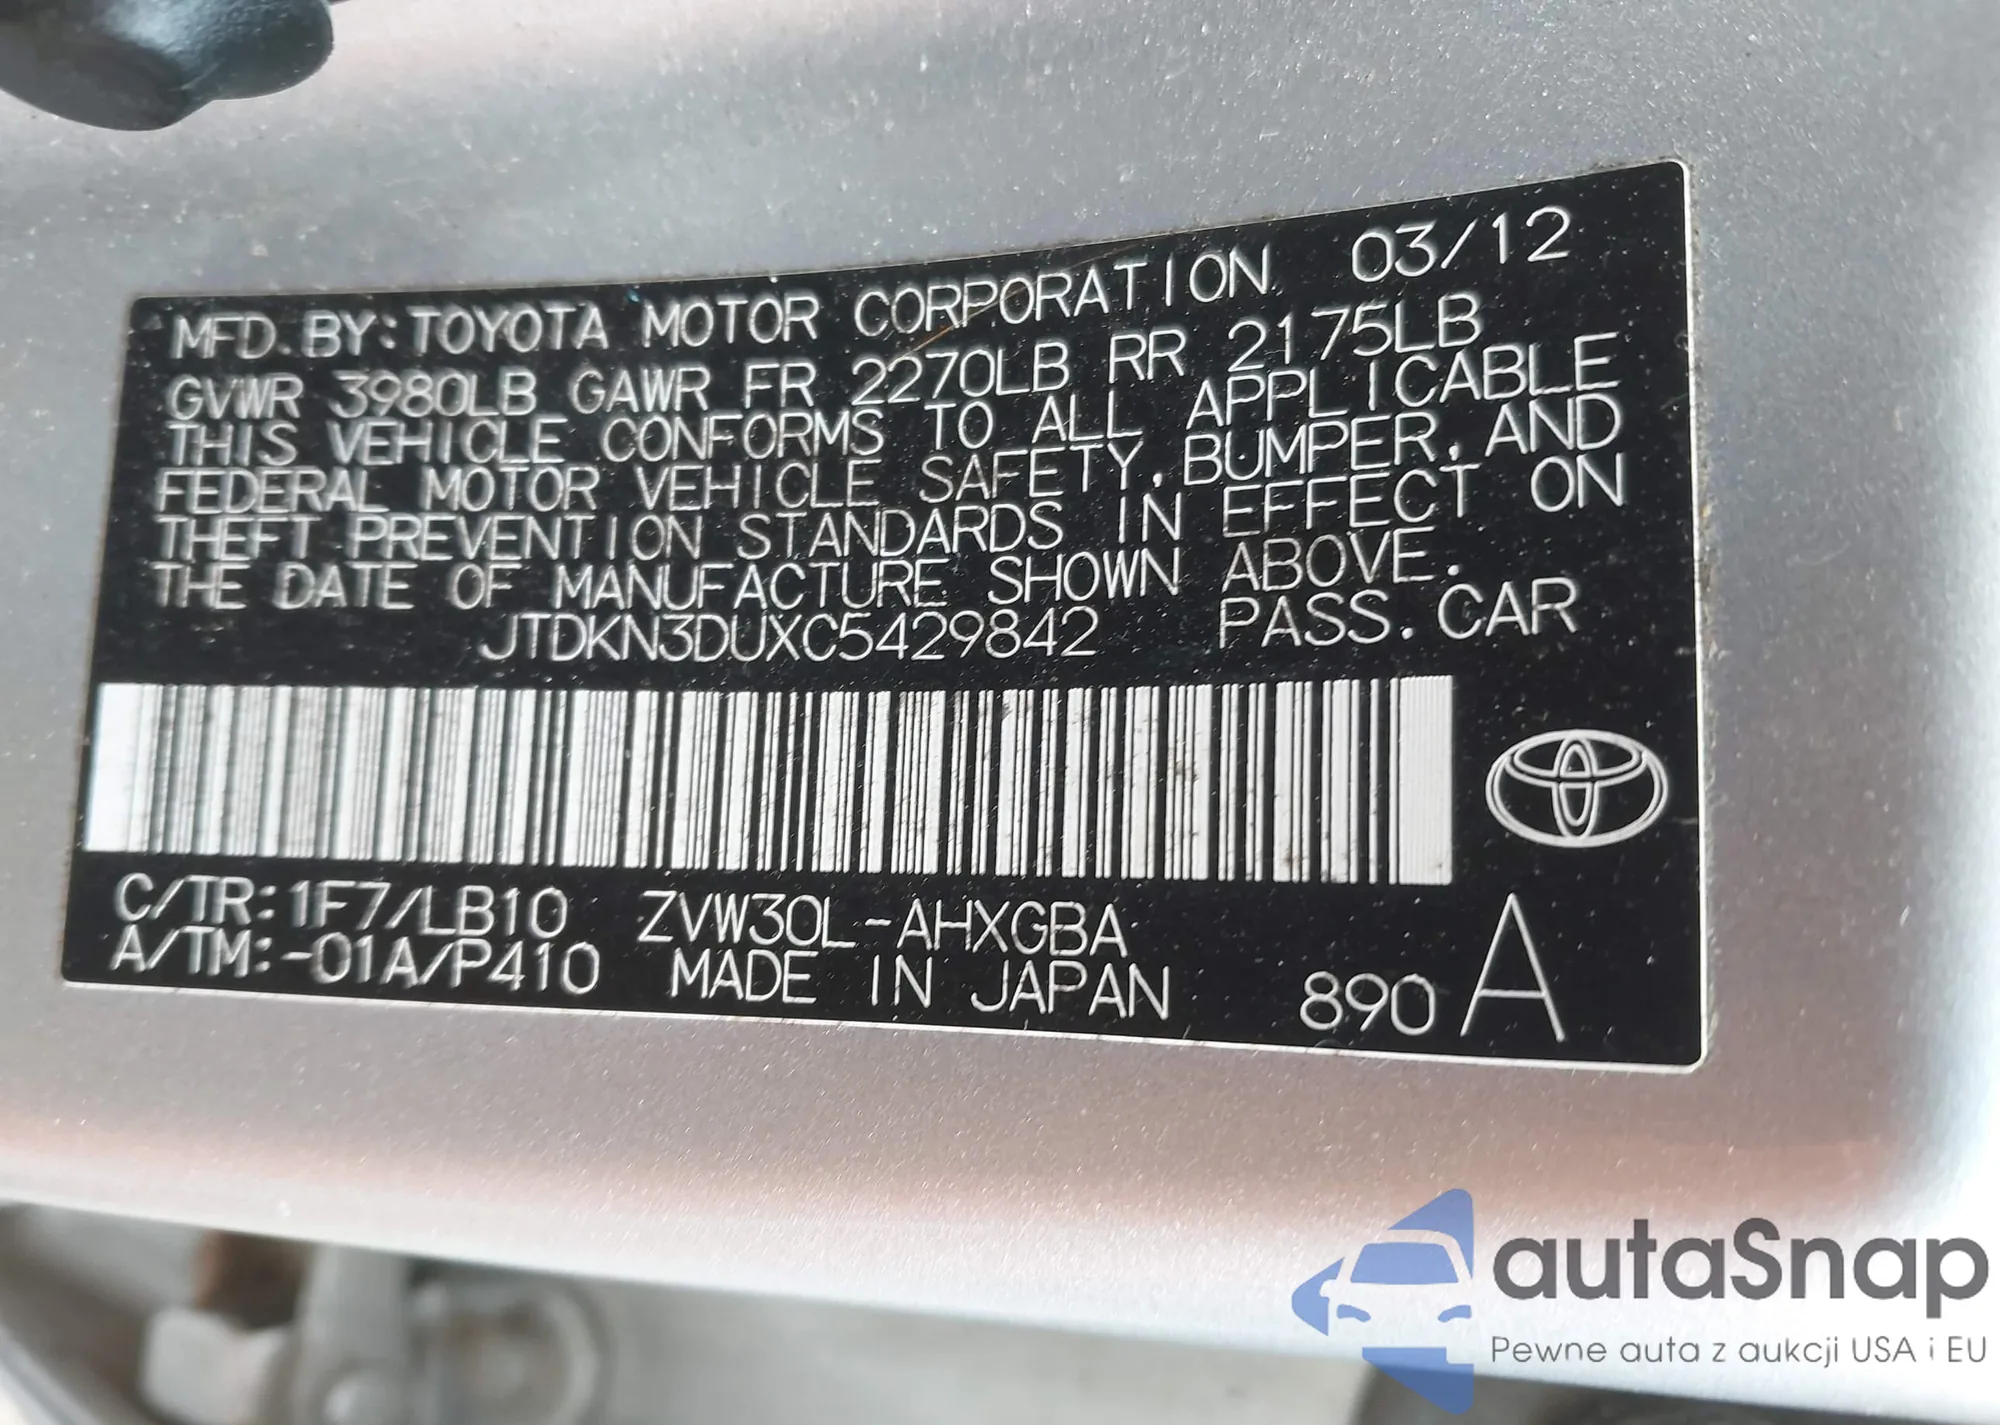 MFD. BY: TOYOTA MOTOR CORPORATION 03/12
GVWR 3980LB GAWR FR 2270LB RR 2175LB
THIS VEHICLE CONFORMS TO ALL APPLICABLE
FEDERAL MOTOR VEHICLE SAFETY, BUMPER, AND
THEFT PREVENTION STANDARDS IN EFFECT ON
THE DATE OF MANUFACTURE SHOWN ABOVE.
JTDKN3DUXC5429842 PASS. CAR
C/TR: 1F7/LB10 ZVW30L-AHXGBA
A/TM: -01A/P410 MADE IN JAPAN 890 A
autaSnap
Pewne auta z aukcji USA i EU